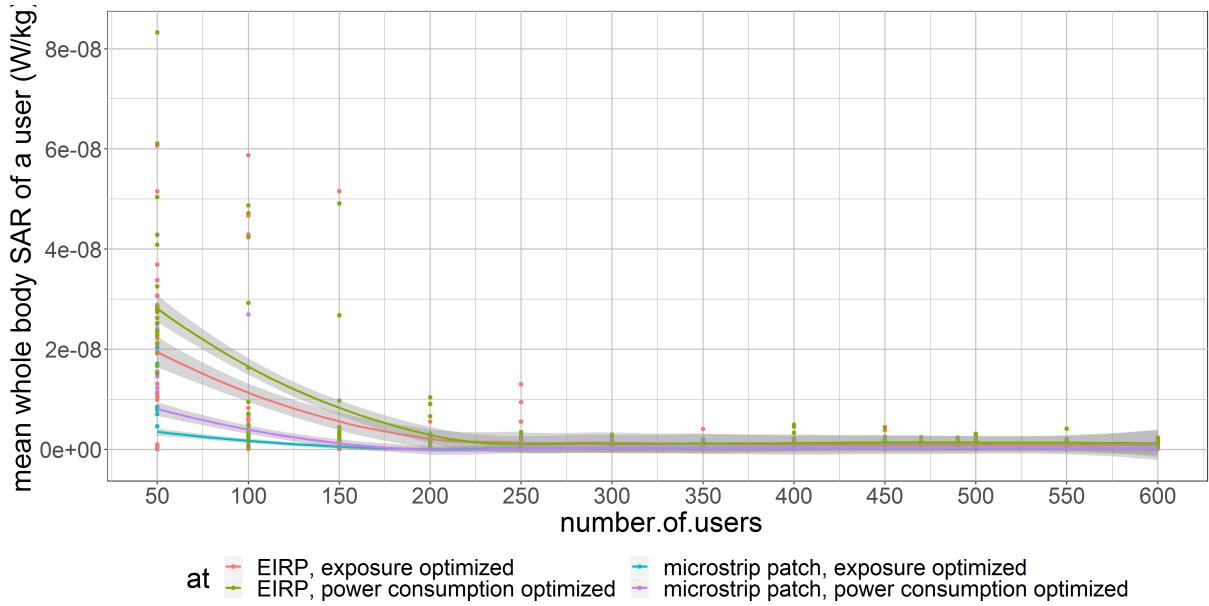 mean whole body SAR of a user (W/kg)
8e-08
6e-08
4e-08
2e-08
0e+00
50 100 150 200 250 300 350 400 450 500 550 600
number.of.users
at
EIRP, exposure optimized
EIRP, power consumption optimized
microstrip patch, exposure optimized
microstrip patch, power consumption optimized